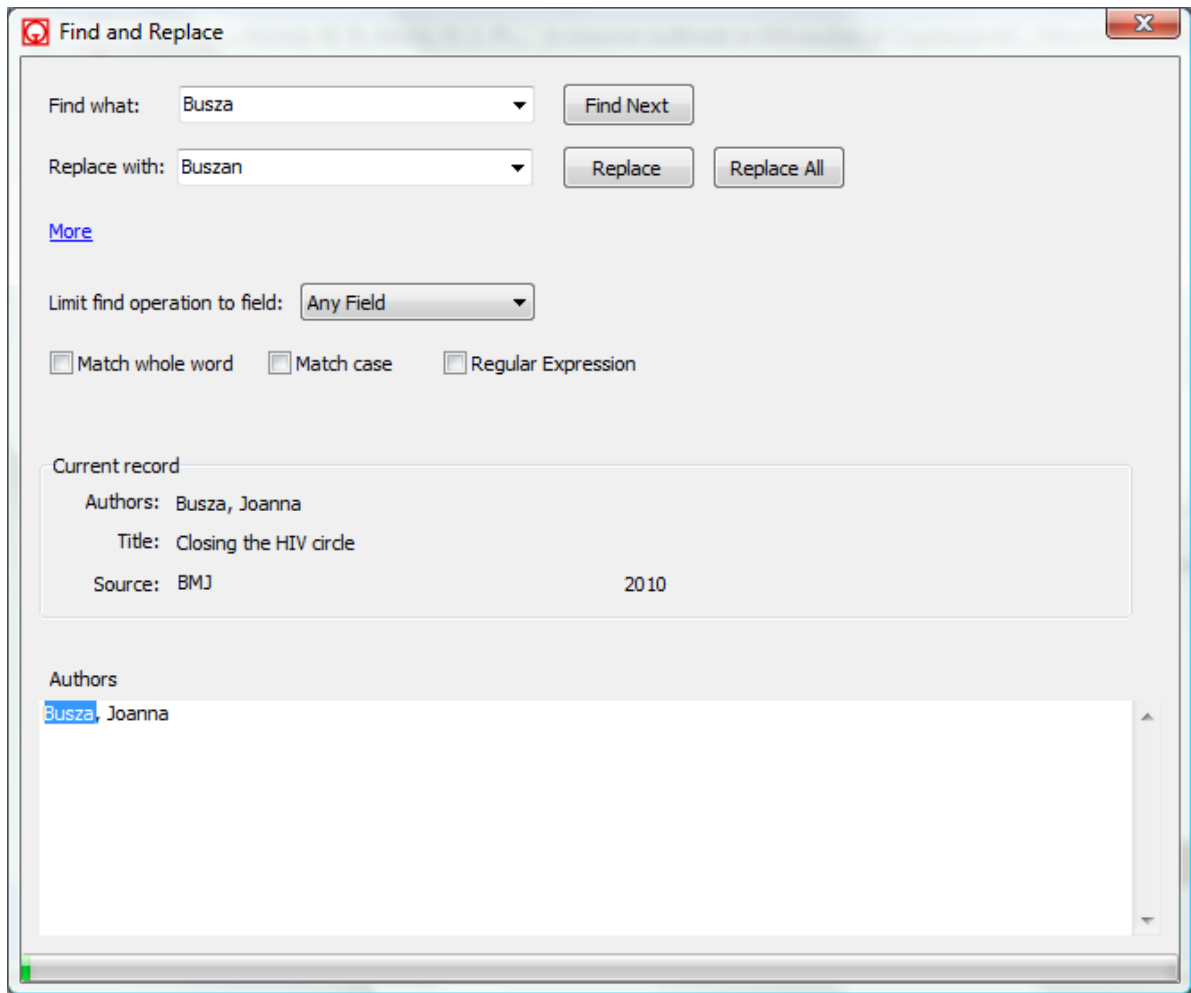 Find and Replace
Find what: Busza Find Next
Replace with: Buszan Replace Replace All
More
Limit find operation to field: Any Field
Match whole word Match case Regular Expression
Current record
Authors: Busza, Joanna
Title: Closing the HIV circle
Source: BMJ 2010
Authors
Busza, Joanna